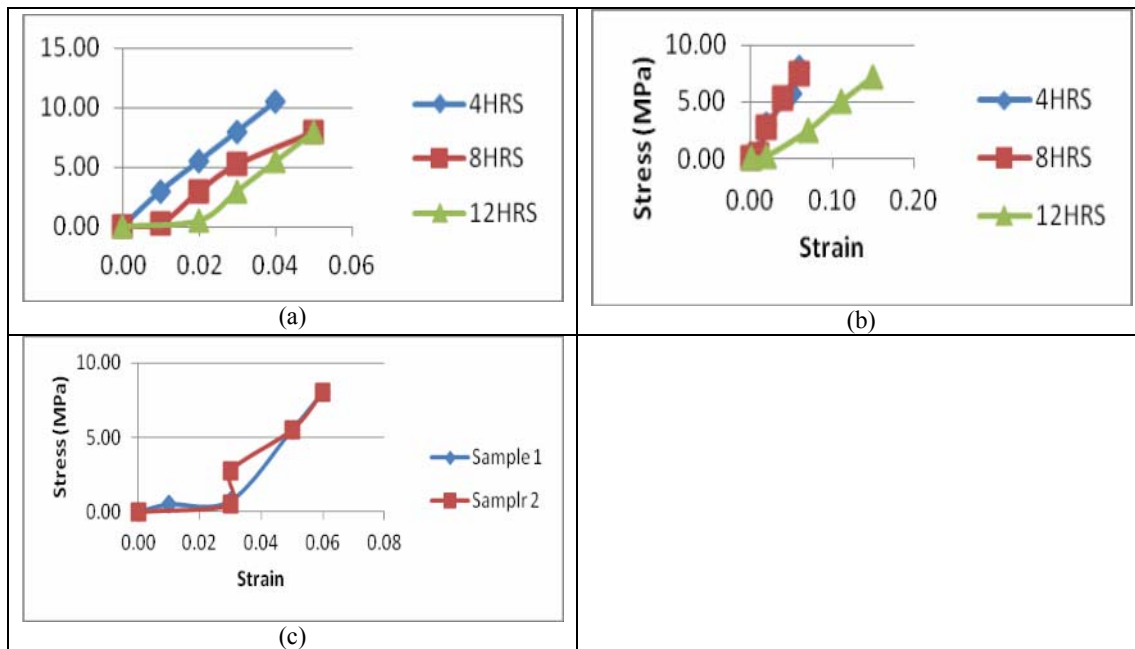 15.00
10.00
5.00
0.00
0.00 0.02 0.04 0.06
4HRS
8HRS
12HRS
(a)
Stress (MPa)
10.00
5.00
0.00
0.00 0.10 0.20
Strain
4HRS
8HRS
12HRS
(b)
Stress (MPa)
10.00
5.00
0.00
0.00 0.02 0.04 0.06 0.08
Strain
Sample 1
Samplr 2
(c)